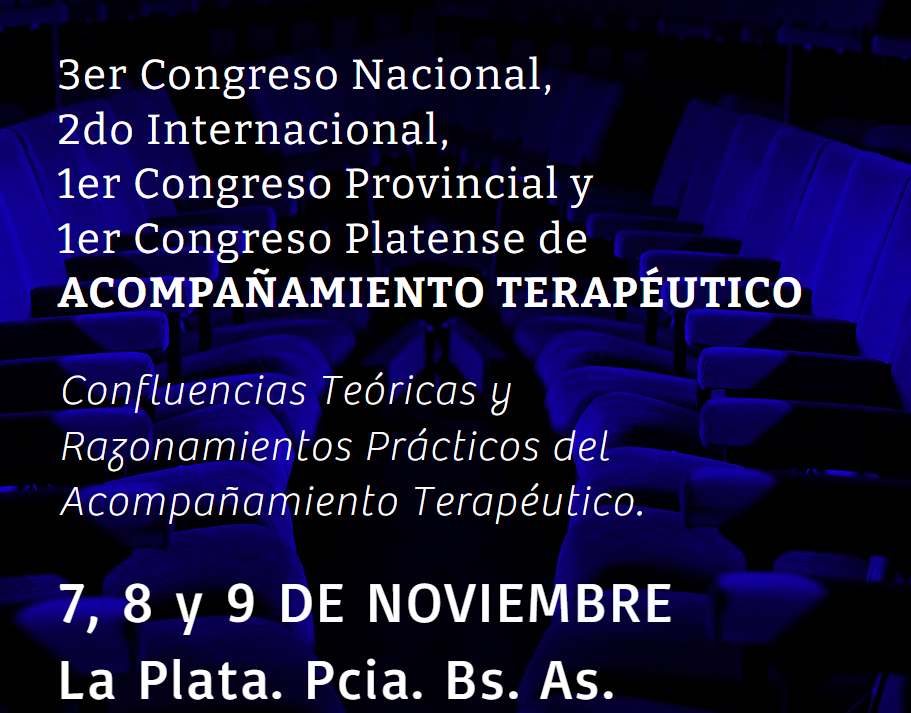 3er Congreso Nacional,
2do Internacional,
1er Congreso Provincial y
1er Congreso Platense de
ACOMPAÑAMIENTO TERAPÉUTICO
Confluencias Teóricas y
Razonamientos Prácticos del
Acompañamiento Terapéutico.
7, 8 y 9 DE NOVIEMBRE
La Plata. Pcia. Bs. As.